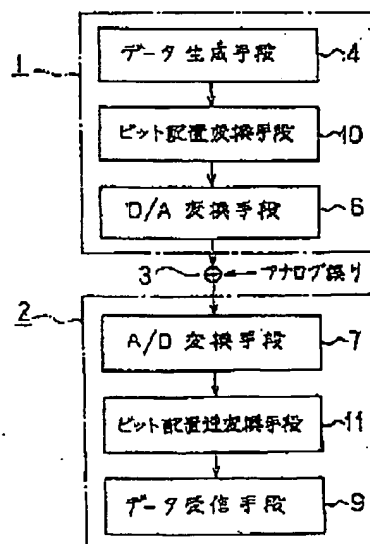 1
データ生成手段 4
ビット配置変換手段 10
D/A 変換手段 6
3 アナログ誤り
2
A/D 変換手段 7
ビット配置逆変換手段 11
データ受信手段 9